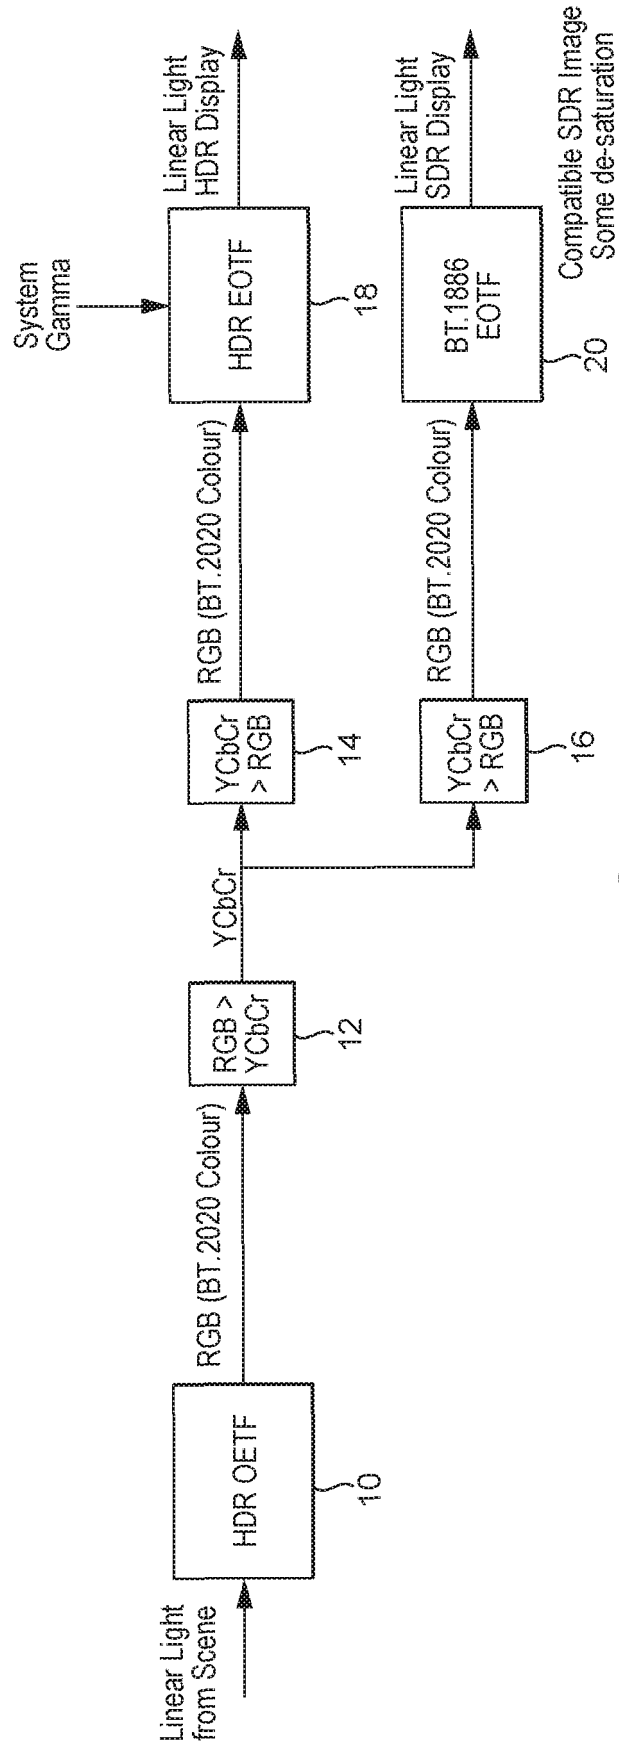 Linear Light
from Scene
HDR OETF
10
RGB (BT.2020 Colour)
RGB >
YCbCr
12
YCbCr
YCbCr
> RGB
14
RGB (BT.2020 Colour)
System
Gamma
HDR EOTF
18
Linear Light
HDR Display
YCbCr
> RGB
16
RGB (BT.2020 Colour)
BT.1886
EOTF
20
Linear Light
SDR Display
Compatible SDR Image
Some de-saturation